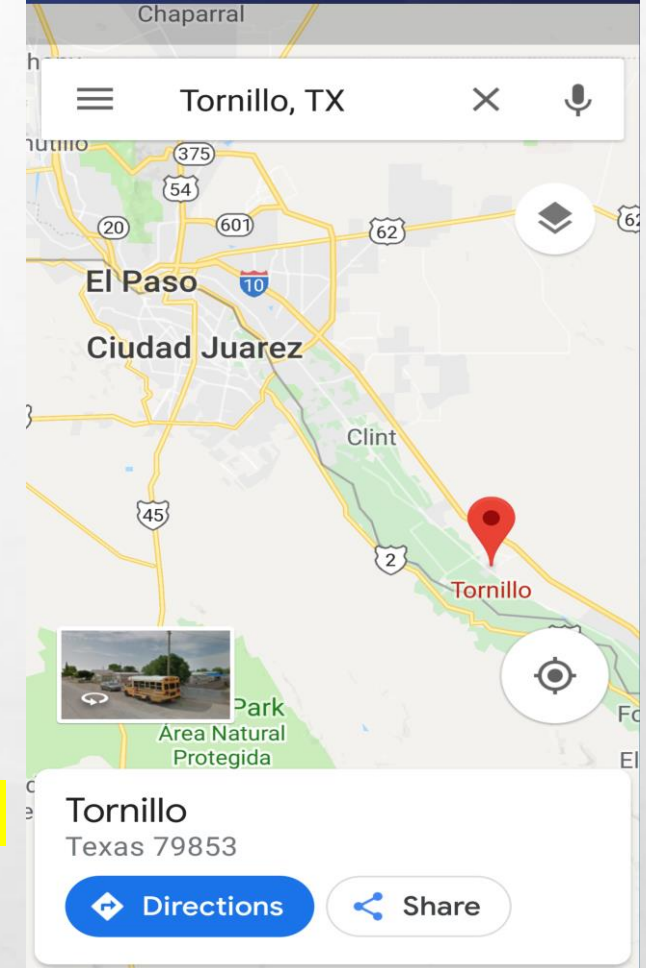 Chaparral
Tornillo, TX
375
54
20
601
62
El Paso
10
Ciudad Juarez
Clint
45
2
Tornillo
Park
Área Natural
Protegida
Tornillo
Texas 79853
Directions
Share